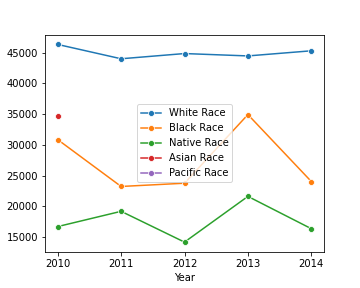 45000
40000
35000
30000
25000
20000
15000
White Race
Black Race
Native Race
Asian Race
Pacific Race
2010 2011 2012 2013 2014
Year